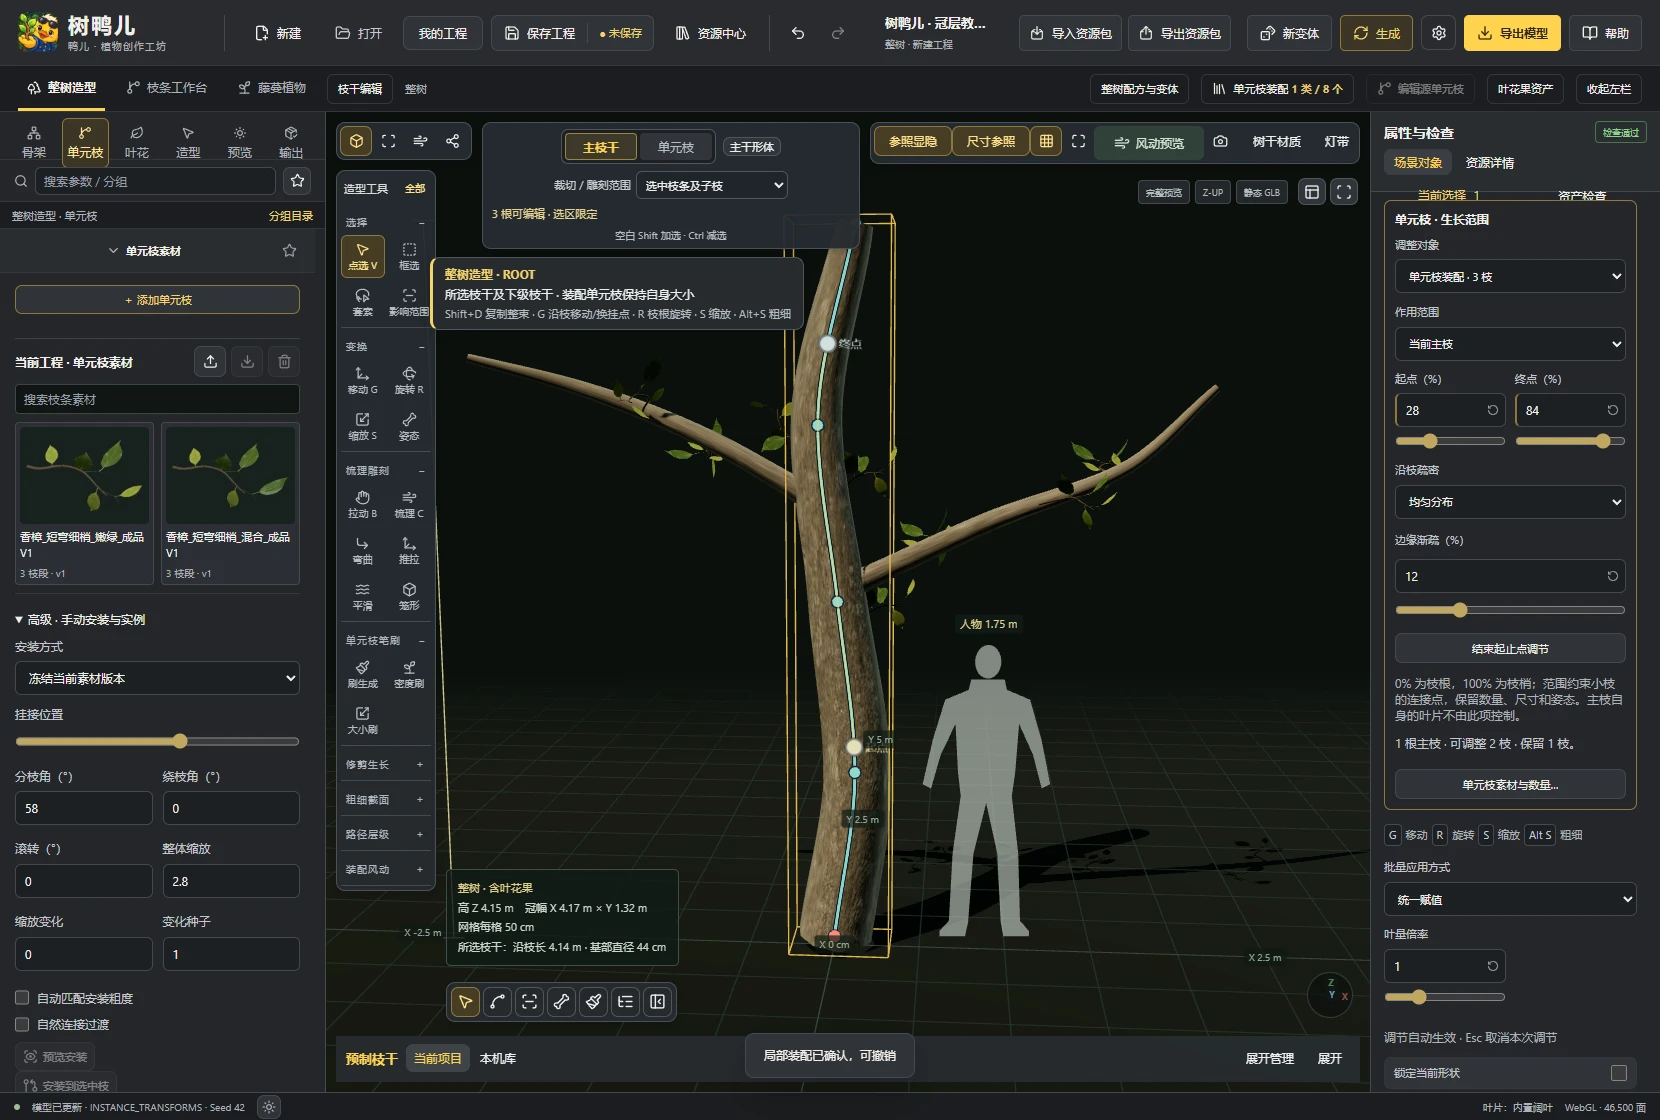 树鸭儿
鸭儿 · 植物创作工坊
新建
打开
我的工程
保存工程
未保存
资源中心
树鸭儿 · 冠层教...
整树 · 新建工程
导入资源包
导出资源包
新变体
生成
导出模型
帮助
整树造型
枝条工作台
藤蔓植物
枝干编辑
整树
整树配方与变体
单元枝装配 1 类 / 8 个
编辑源单元枝
叶花果资产
收起左栏
骨架
单元枝
叶花
造型
预览
输出
搜索参数 / 分组
整树造型 · 单元枝
分组目录
单元枝素材
+ 添加单元枝
当前工程 · 单元枝素材
搜索枝条素材
香樟_短弯细梢_嫩绿_成品
V1
3 枝段 · v1
香樟_短弯细梢_混合_成品
V1
3 枝段 · v1
高级 · 手动安装与实例
安装方式
冻结当前素材版本
挂接位置
分枝角（°）
绕枝角（°）
58
0
滚转（°）
整体缩放
0
2.8
缩放变化
变化种子
0
1
自动匹配安装粗度
自然连接过渡
预览安装
安装到选中枝
主枝干
单元枝
主干形体
裁切 / 雕刻范围
选中枝条及子枝
3 根可编辑 · 选区限定
空白 Shift 加选 · Ctrl 减选
参照显隐
尺寸参照
风动预览
树干材质
灯带
完整预览
Z-UP
静态 GLB
造型工具
全部
选择
−
点选 V
框选
套索
影响范围
变换
−
移动 G
旋转 R
缩放 S
姿态
梳理雕刻
−
拉动 B
梳理 C
弯曲
推拉
平滑
笼形
单元枝笔刷
−
刷生成
密度刷
大小刷
修剪生长
+
粗细截面
+
路径层级
+
装配风动
+
整树造型 · ROOT
所选枝干及下级枝干 · 装配单元枝保持自身大小
Shift+D 复制整束 · G 沿枝移动/换挂点 · R 枝根旋转 · S 缩放 · Alt+S 粗细
终点
人物 1.75 m
Y 5 m
Y 2.5 m
X 0 cm
X -2.5 m
X 2.5 m
整树 · 含叶花果
高 Z 4.15 m 冠幅 X 4.17 m × Y 1.32 m
网格每格 50 cm
所选枝干：沿枝长 4.14 m · 基部直径 44 cm
Z
Y
X
预制枝干
当前项目
本机库
局部装配已确认，可撤销
展开管理
展开
属性与检查
检查通过
场景对象
资源详情
当前选择 1
资产检查
单元枝 · 生长范围
调整对象
单元枝装配 · 3 枝
作用范围
当前主枝
起点（%）
终点（%）
28
84
沿枝疏密
均匀分布
边缘渐疏（%）
12
结束起止点调节
0% 为枝根，100% 为枝梢；范围约束小枝
的连接点，保留数量、尺寸和姿态。主枝自
身的叶片不由此项控制。
1 根主枝 · 可调整 2 枝 · 保留 1 枝。
单元枝素材与数量...
G 移动 R 旋转 S 缩放 Alt S 粗细
批量应用方式
统一赋值
叶量倍率
1
调节自动生效 · Esc 取消本次调节
锁定当前形状
模型已更新 · INSTANCE_TRANSFORMS · Seed 42
叶片：内置阔叶
WebGL · 46,500 面